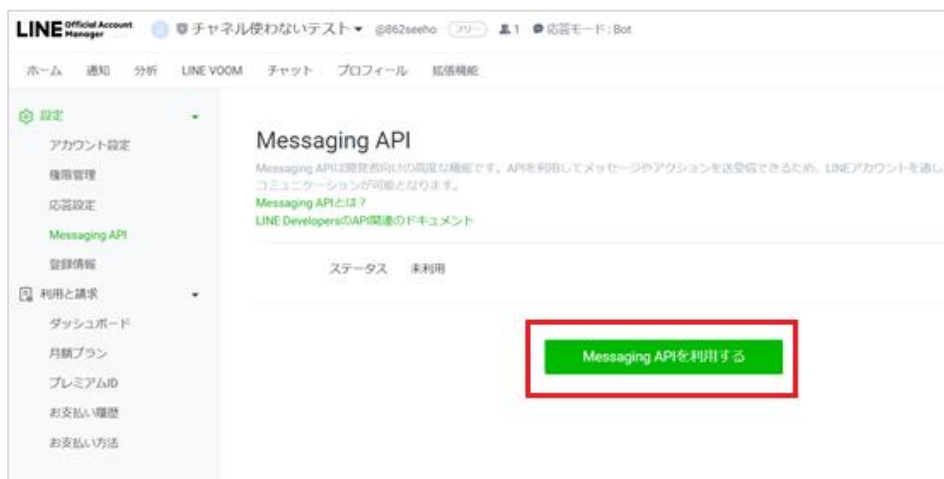 LINE Official Account Manager
チャネル使わないテスト @862seeho フリー 1 応答モード:Bot
ホーム 通知 分析 LINE VOOM チャット プロフィール 拡張機能
設定
アカウント設定
権限管理
応答設定
Messaging API
登録情報
利用と請求
ダッシュボード
月額プラン
プレミアムID
お支払い履歴
お支払い方法
Messaging API
Messaging APIは開発者向けの高度な機能です。APIを利用してメッセージやアクションを送受信できるため、LINEアカウントを通し
コミュニケーションが可能となります。
Messaging APIとは?
LINE DevelopersのAPI関連のドキュメント
ステータス 未利用
Messaging APIを利用する